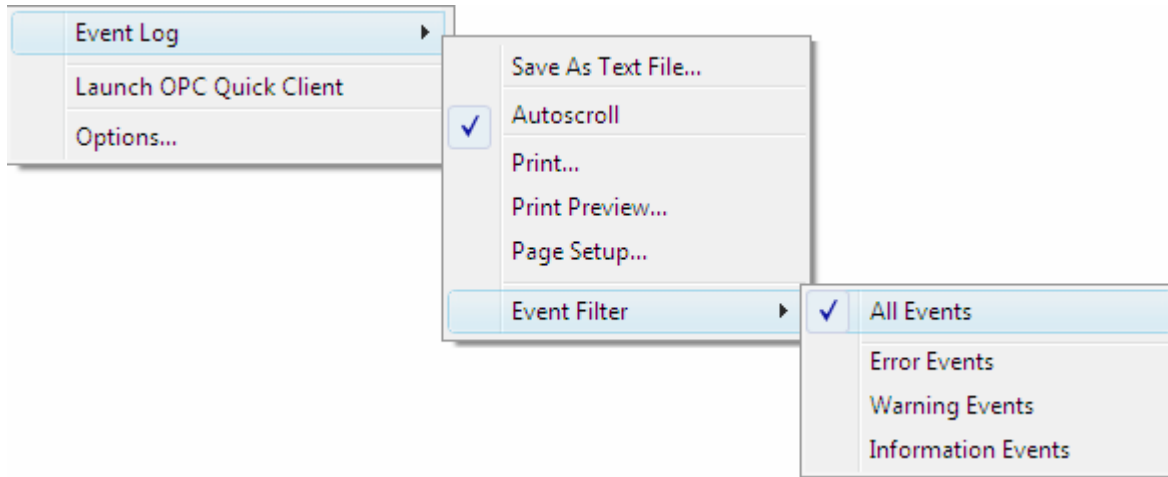 Event Log
Launch OPC Quick Client
Options...
Save As Text File...
Autoscroll
Print...
Print Preview...
Page Setup...
Event Filter
All Events
Error Events
Warning Events
Information Events